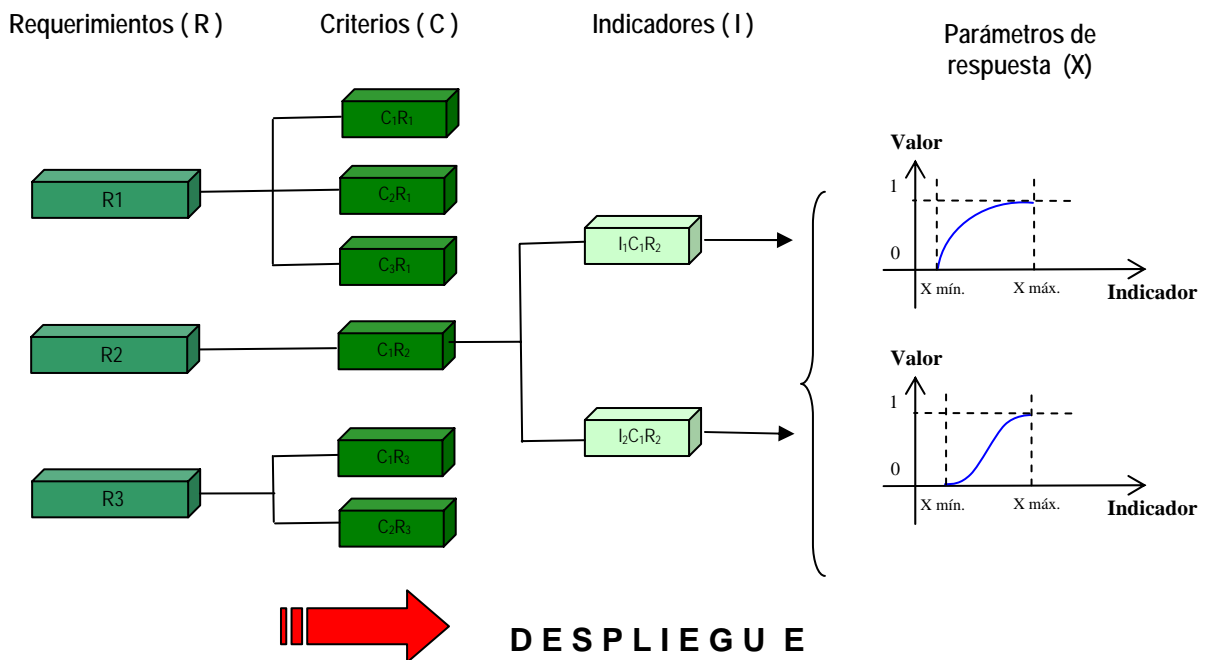 Requerimientos ( R )
Criterios ( C )
Indicadores ( I )
Parámetros de
respuesta (X)
R1
C₁R₁
C₂R₁
C₃R₁
R2
C₁R₂
I₁C₁R₂
I₂C₁R₂
R3
C₁R₃
C₂R₃
Valor
1
0
X mín.
X máx.
Indicador
Valor
1
0
X mín.
X máx.
Indicador
D E S P L I E G U E